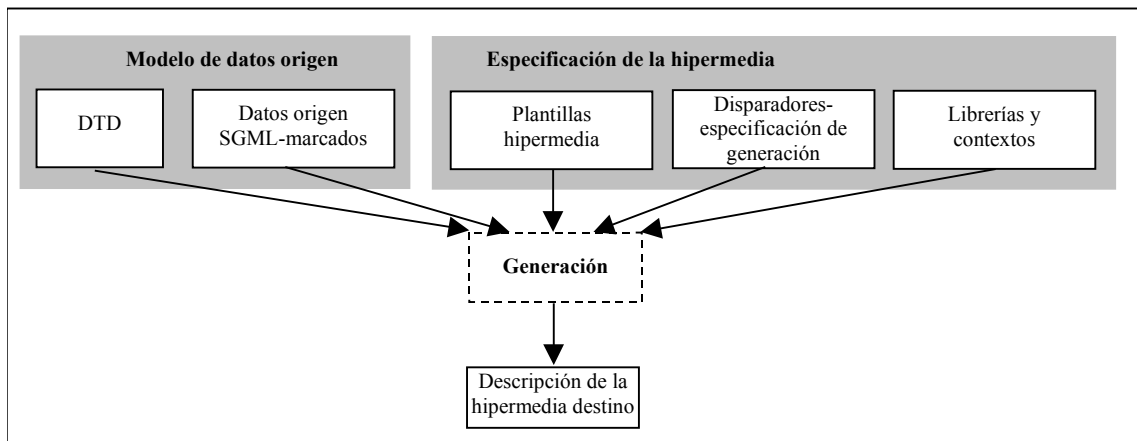 Modelo de datos origen
Especificación de la hipermedia
DTD
Datos origen
SGML-marcados
Plantillas
hipermedia
Disparadores-
especificación de
generación
Librerías y
contextos
Generación
Descripción de la
hipermedia destino